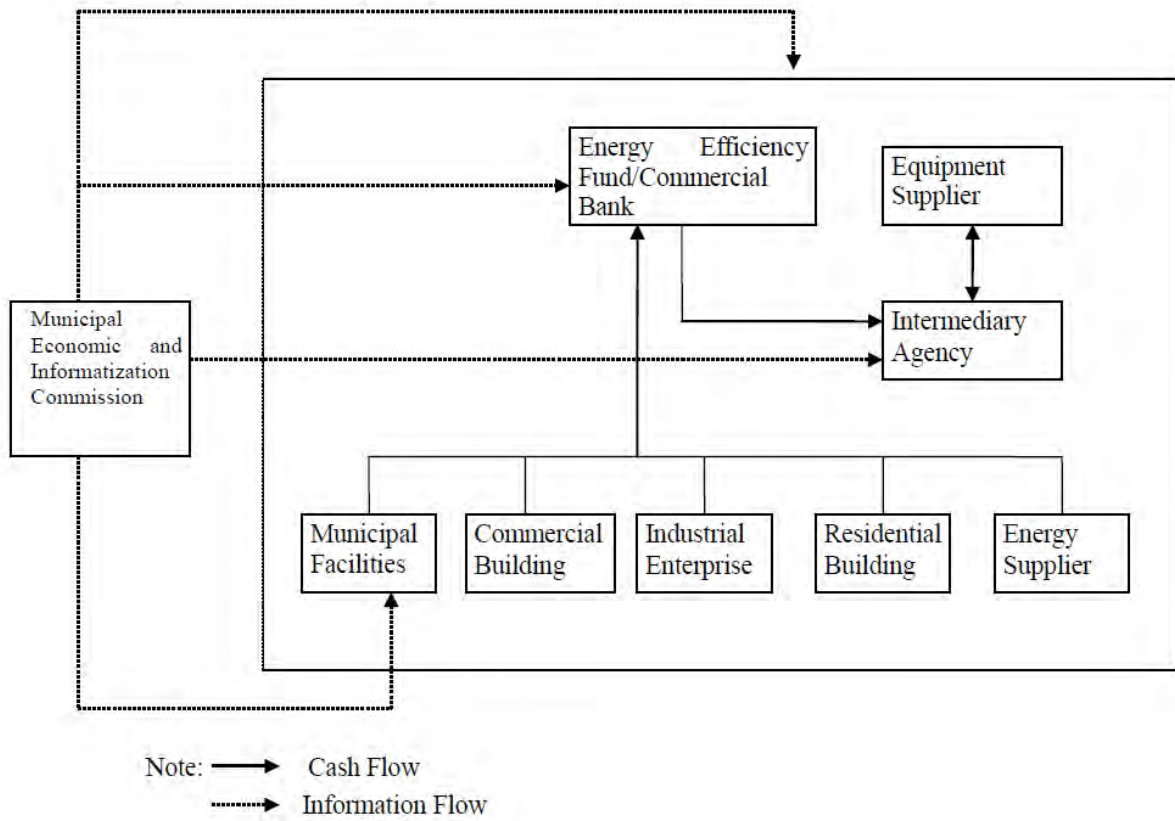 Energy Efficiency
Fund/Commercial
Bank
Equipment
Supplier
Municipal
Economic and
Informatization
Commission
Intermediary
Agency
Municipal
Facilities
Commercial
Building
Industrial
Enterprise
Residential
Building
Energy
Supplier
Note: Cash Flow
Information Flow